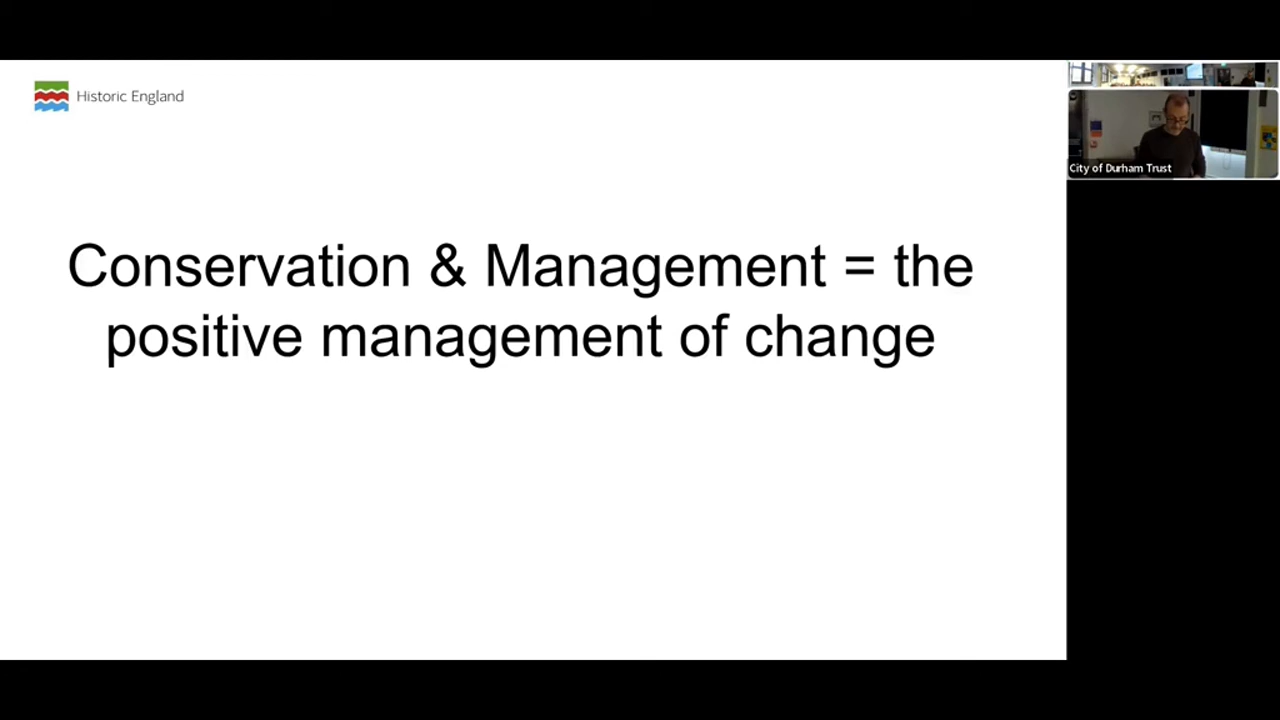 Historic England
City of Durham Trust
Conservation & Management = the
positive management of change